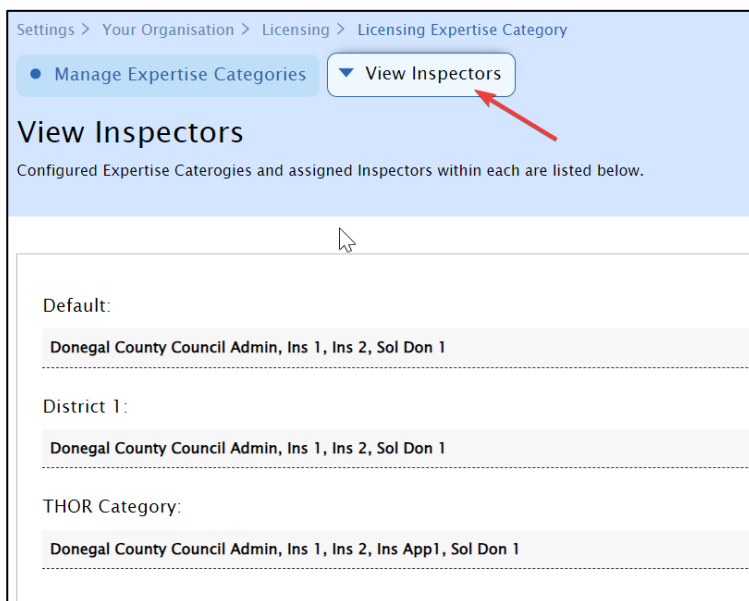 Settings > Your Organisation > Licensing > Licensing Expertise Category
Manage Expertise Categories View Inspectors
View Inspectors
Configured Expertise Caterogies and assigned Inspectors within each are listed below.
Default:
Donegal County Council Admin, Ins 1, Ins 2, Sol Don 1
District 1:
Donegal County Council Admin, Ins 1, Ins 2, Sol Don 1
THOR Category:
Donegal County Council Admin, Ins 1, Ins 2, Ins App1, Sol Don 1